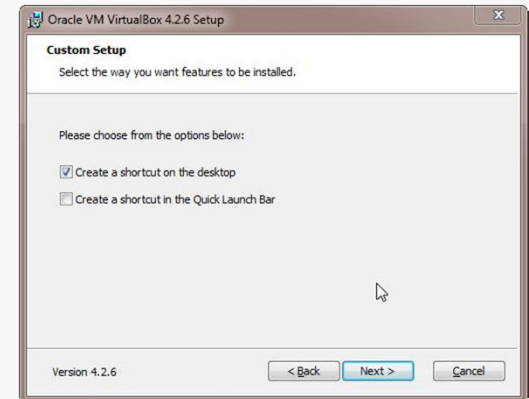 Oracle VM VirtualBox 4.2.6 Setup
Custom Setup
Select the way you want features to be installed.
Please choose from the options below:
Create a shortcut on the desktop
Create a shortcut in the Quick Launch Bar
Version 4.2.6
< Back
Next >
Cancel